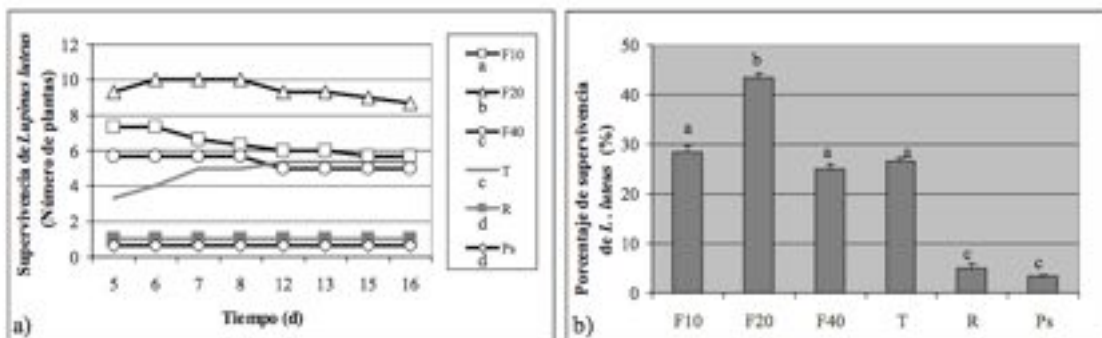 Supervivencia de Lupinus luteus
(Número de plantas)
12
10
8
6
4
2
0
5 6 7 8 12 13 15 16
Tiempo (d)
a)
F10
a
F20
b
F40
c
T
c
R
d
Ps
d
Porcentaje de supervivencia
de L. luteus (%)
50
40
30
20
10
0
a
b
a
a
c
c
F10 F20 F40 T R Ps
b)